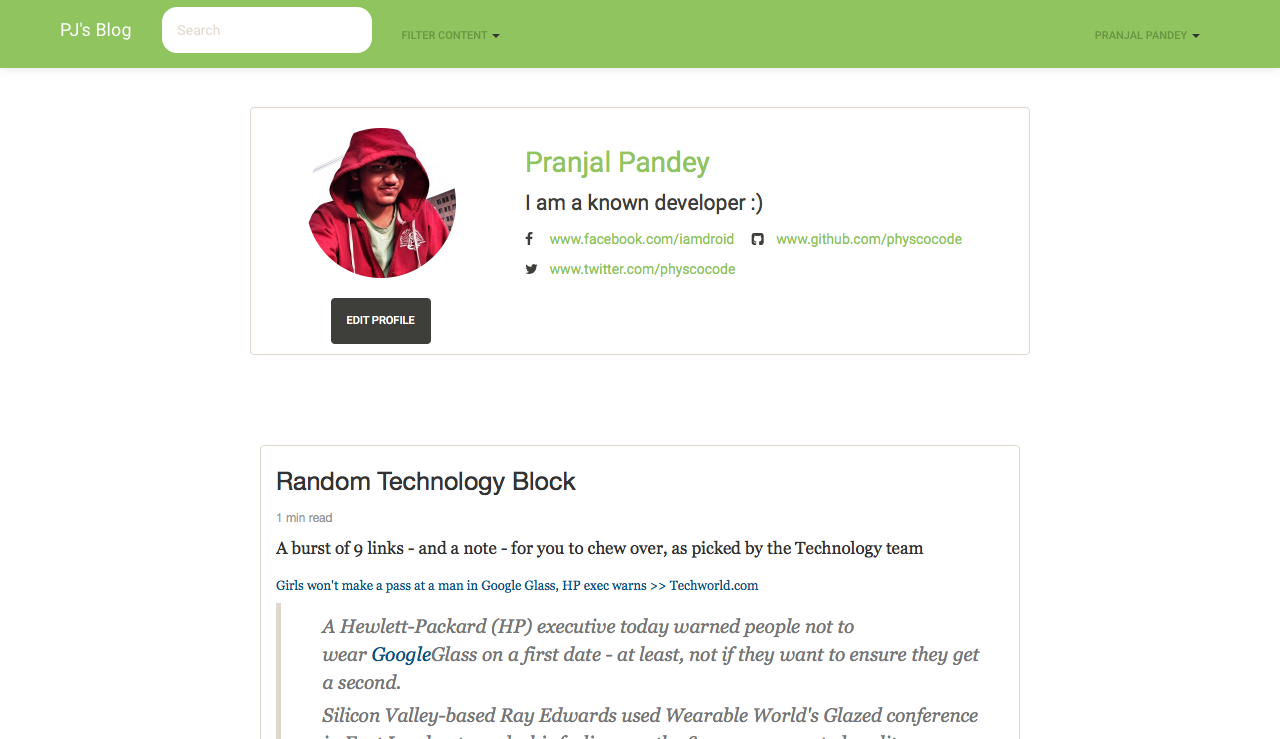 PJ's Blog
Search
FILTER CONTENT
PRANJAL PANDEY
Pranjal Pandey
I am a known developer :)
www.facebook.com/iamdroid
www.github.com/physcocode
www.twitter.com/physcocode
EDIT PROFILE
Random Technology Block
1 min read
A burst of 9 links - and a note - for you to chew over, as picked by the Technology team
Girls won't make a pass at a man in Google Glass, HP exec warns >> Techworld.com
A Hewlett-Packard (HP) executive today warned people not to
wear GoogleGlass on a first date - at least, not if they want to ensure they get
a second.
Silicon Valley-based Ray Edwards used Wearable World's Glazed conference